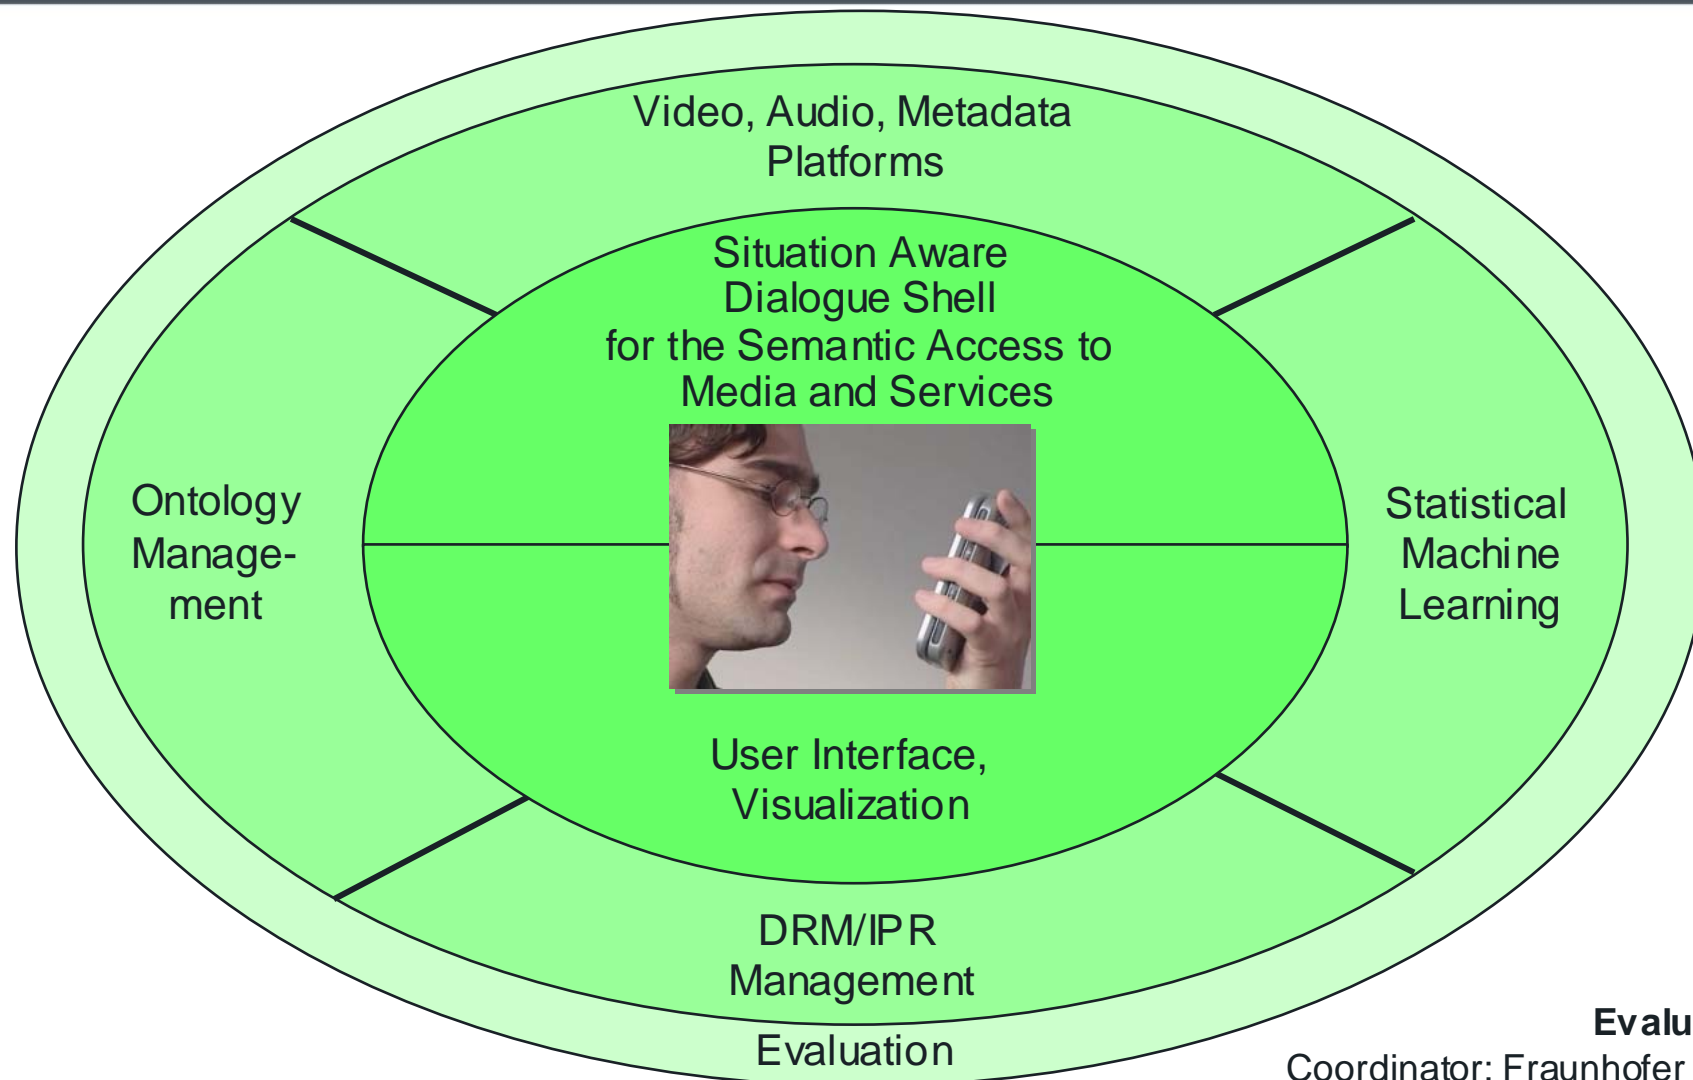 Video, Audio, Metadata
Platforms
Situation Aware
Dialogue Shell
for the Semantic Access to
Media and Services
Ontology
Manage-
ment
Statistical
Machine
Learning
User Interface,
Visualization
DRM/IPR
Management
Evaluation
Evalu
Coordinator: Fraunhofer